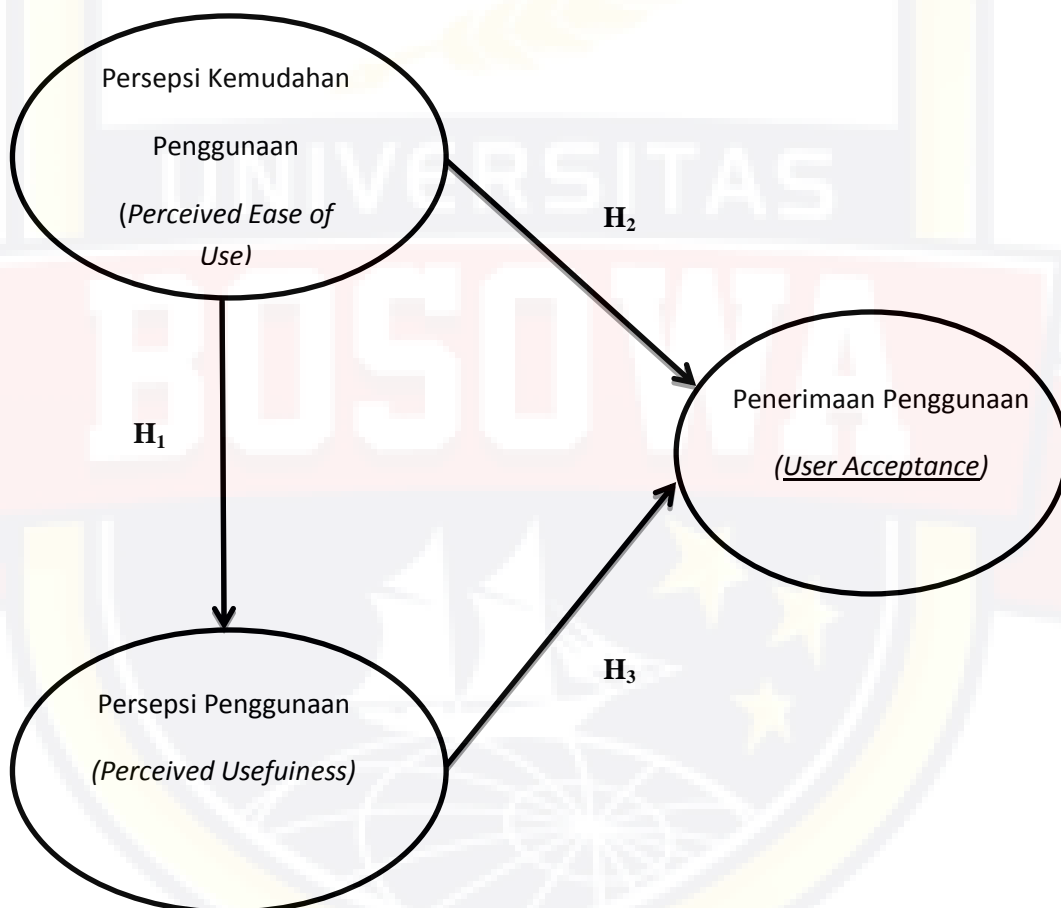 Persepsi Kemudahan
Penggunaan
(Perceived Ease of
Use)
UNIVERSITAS
H₂
BOSOWA
Penerimaan Penggunaan
(User Acceptance)
H₁
H₃
Persepsi Penggunaan
(Perceived Usefuiness)